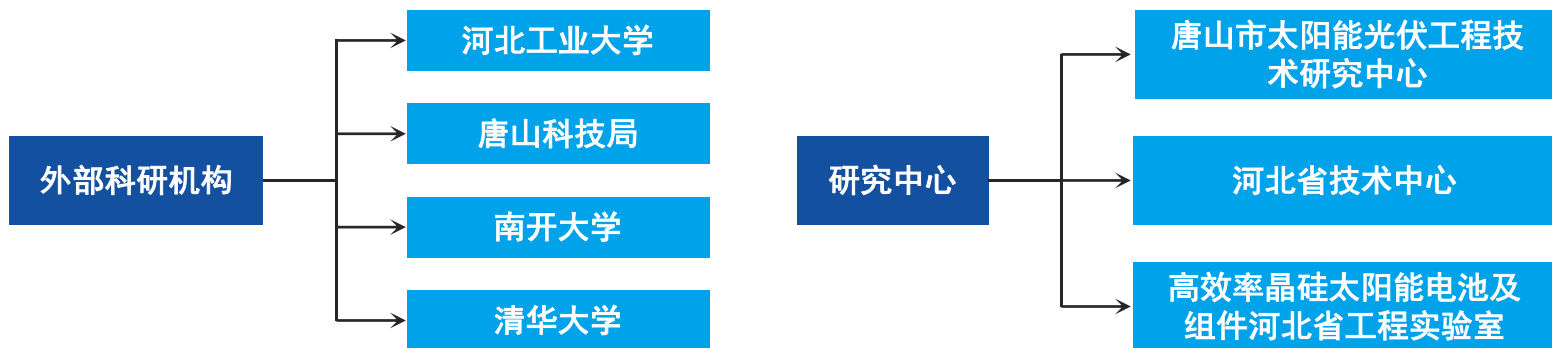 外部科研机构
河北工业大学
唐山科技局
南开大学
清华大学
研究中心
唐山市太阳能光伏工程技
术研究中心
河北省技术中心
高效率晶硅太阳能电池及
组件河北省工程实验室